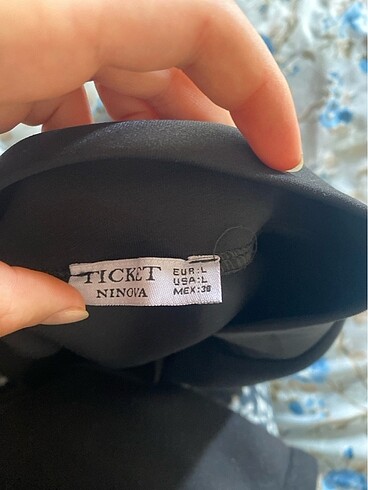 TICKET
NINOVA
EUR:L
USA:L
MEX:38